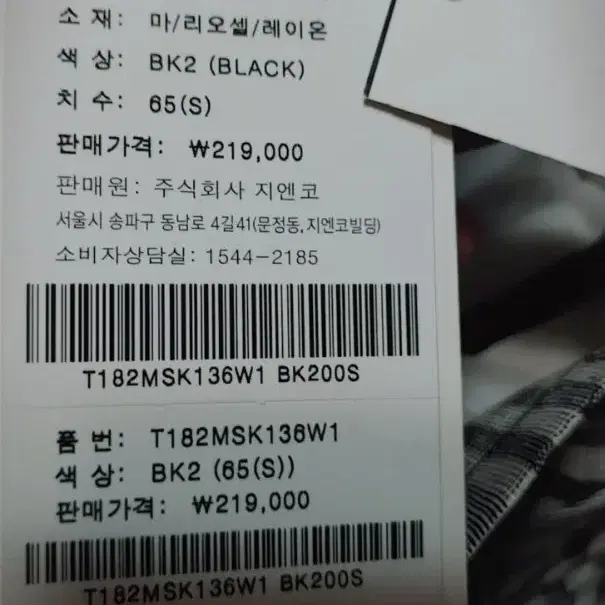 소 재: 마/리오셀/레이온
색 상: BK2 (BLACK)
치 수: 65(S)
판매가격: ₩219,000
판매원: 주식회사 지엔코
서울시 송파구 동남로 4길41(문정동,지엔코빌딩)
소비자상담실: 1544-2185
T182MSK136W1 BK200S
품 번: T182MSK136W1
색 상: BK2 (65(S))
판매가격: ₩219,000
T182MSK136W1 BK200S